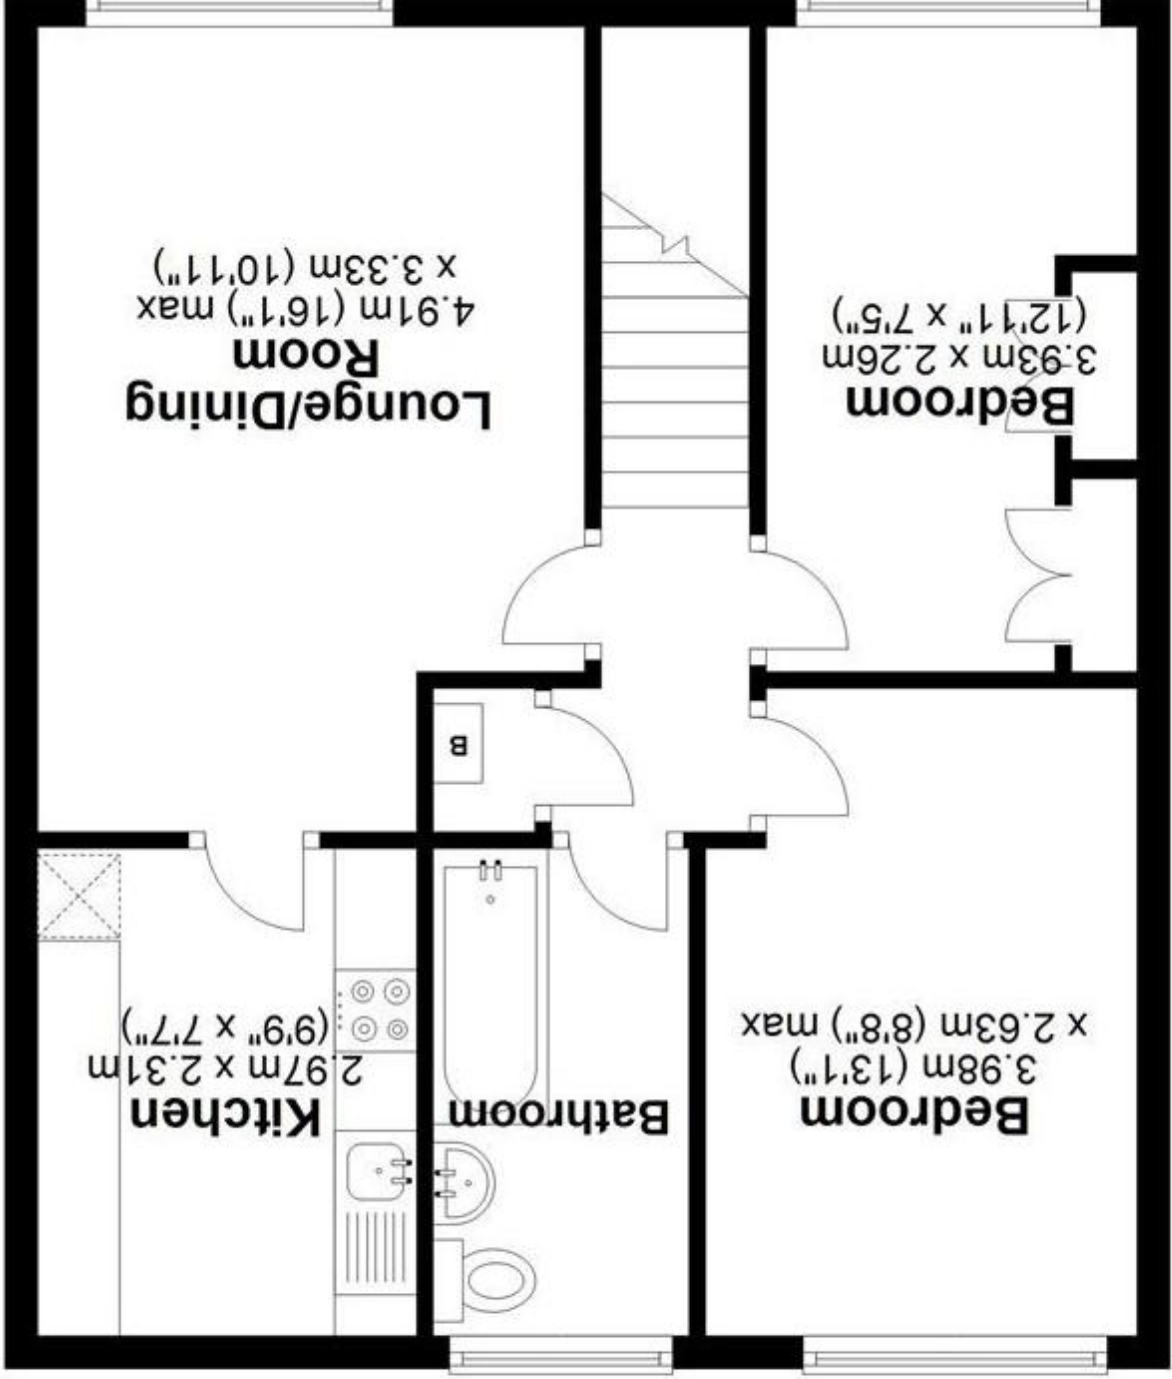 Bedroom
3.98m (13'1")
x 2.63m (8'8") max
Bathroom
Kitchen
2.97m x 2.31m
(9'9" x 7'7")
B
Bedroom
3.93m x 2.26m
(12'11" x 7'5")
Lounge/Dining
Room
4.91m (16'1") max
x 3.33m (10'11")